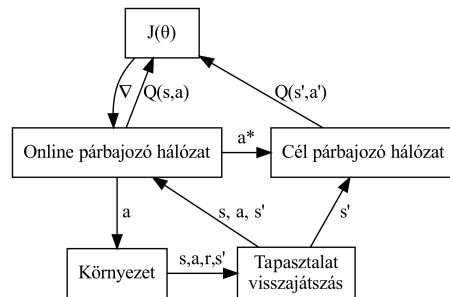 J(θ)
∇
Q(s,a)
Q(s',a')
Online párbajozó hálózat
a*
Cél párbajozó hálózat
a
s, a, s'
s'
Környezet
s,a,r,s'
Tapasztalat
visszajátszás